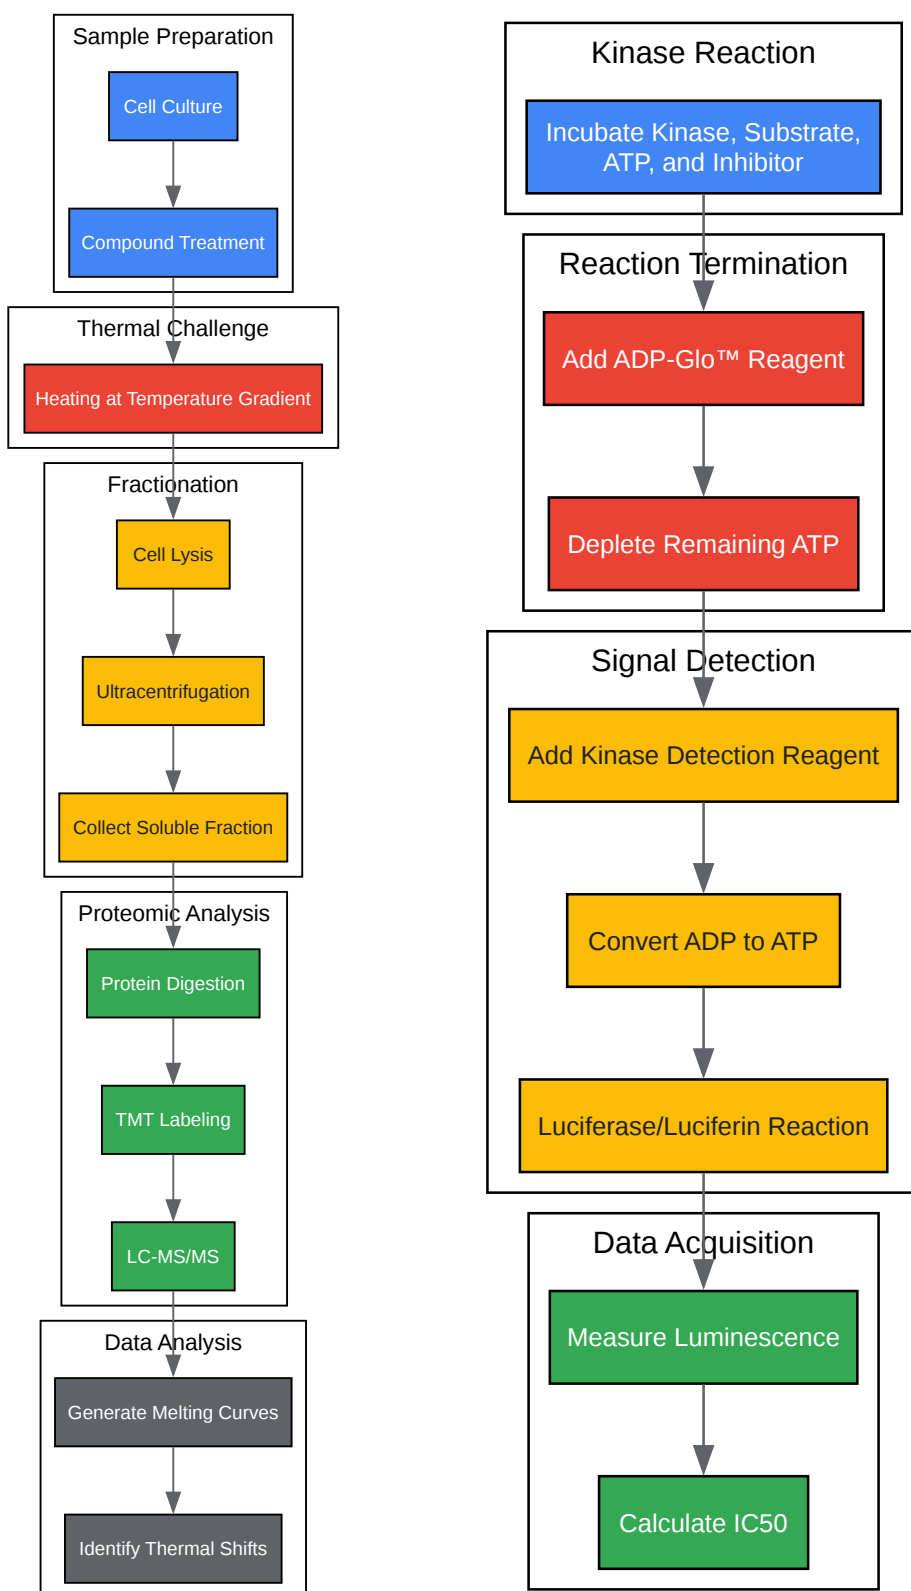 Sample Preparation
Cell Culture
Compound Treatment
Thermal Challenge
Heating at Temperature Gradient
Fractionation
Cell Lysis
Ultracentrifugation
Collect Soluble Fraction
Proteomic Analysis
Protein Digestion
TMT Labeling
LC-MS/MS
Data Analysis
Generate Melting Curves
Identify Thermal Shifts
Kinase Reaction
Incubate Kinase, Substrate,
ATP, and Inhibitor
Reaction Termination
Add ADP-Glo™ Reagent
Deplete Remaining ATP
Signal Detection
Add Kinase Detection Reagent
Convert ADP to ATP
Luciferase/Luciferin Reaction
Data Acquisition
Measure Luminescence
Calculate IC50